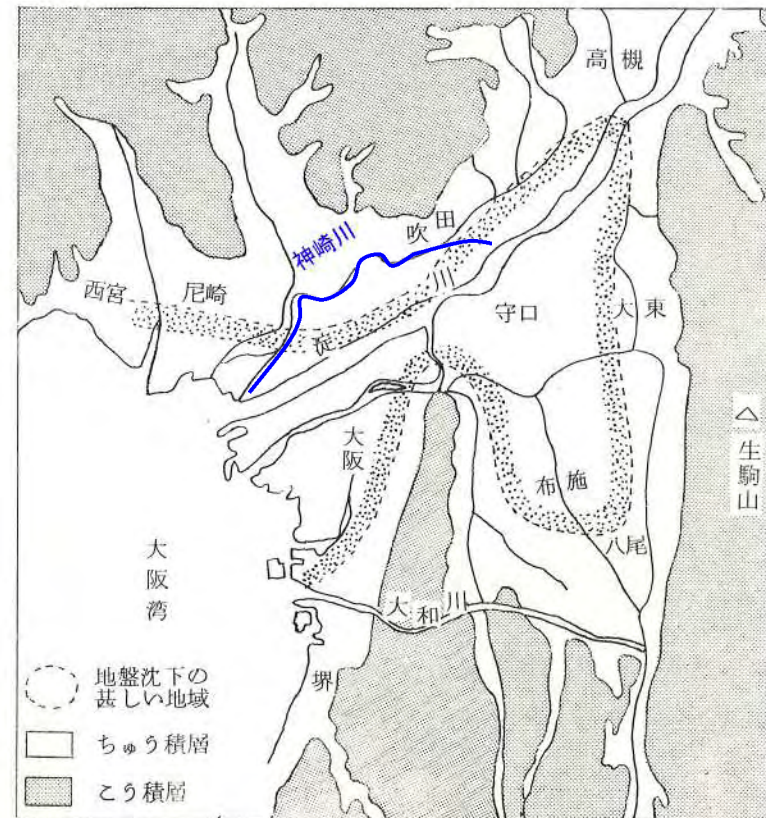 高槻
吹田
神崎川
西宮
尼崎
淀川
守口
大東
生駒山
大阪
布施
八尾
大阪湾
大和川
堺
地盤沈下の
甚しい地域
ちゅう積層
こう積層